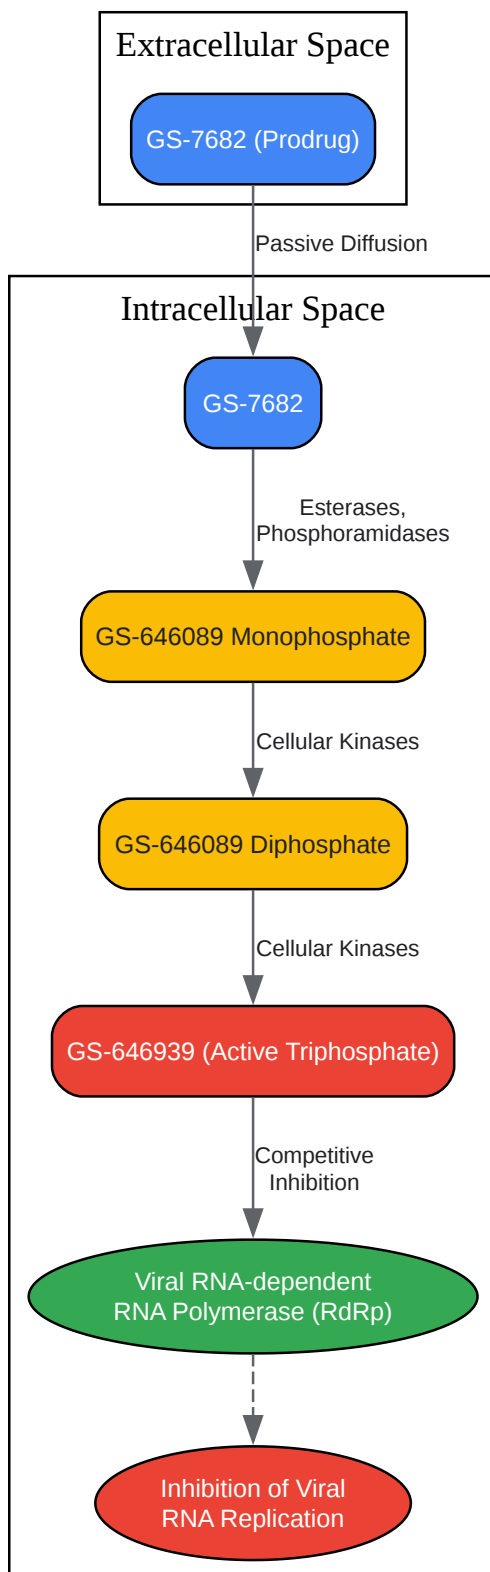 Extracellular Space
GS-7682 (Prodrug)
Passive Diffusion
Intracellular Space
GS-7682
Esterases,
Phosphoramidases
GS-646089 Monophosphate
Cellular Kinases
GS-646089 Diphosphate
Cellular Kinases
GS-646939 (Active Triphosphate)
Competitive
Inhibition
Viral RNA-dependent
RNA Polymerase (RdRp)
Inhibition of Viral
RNA Replication